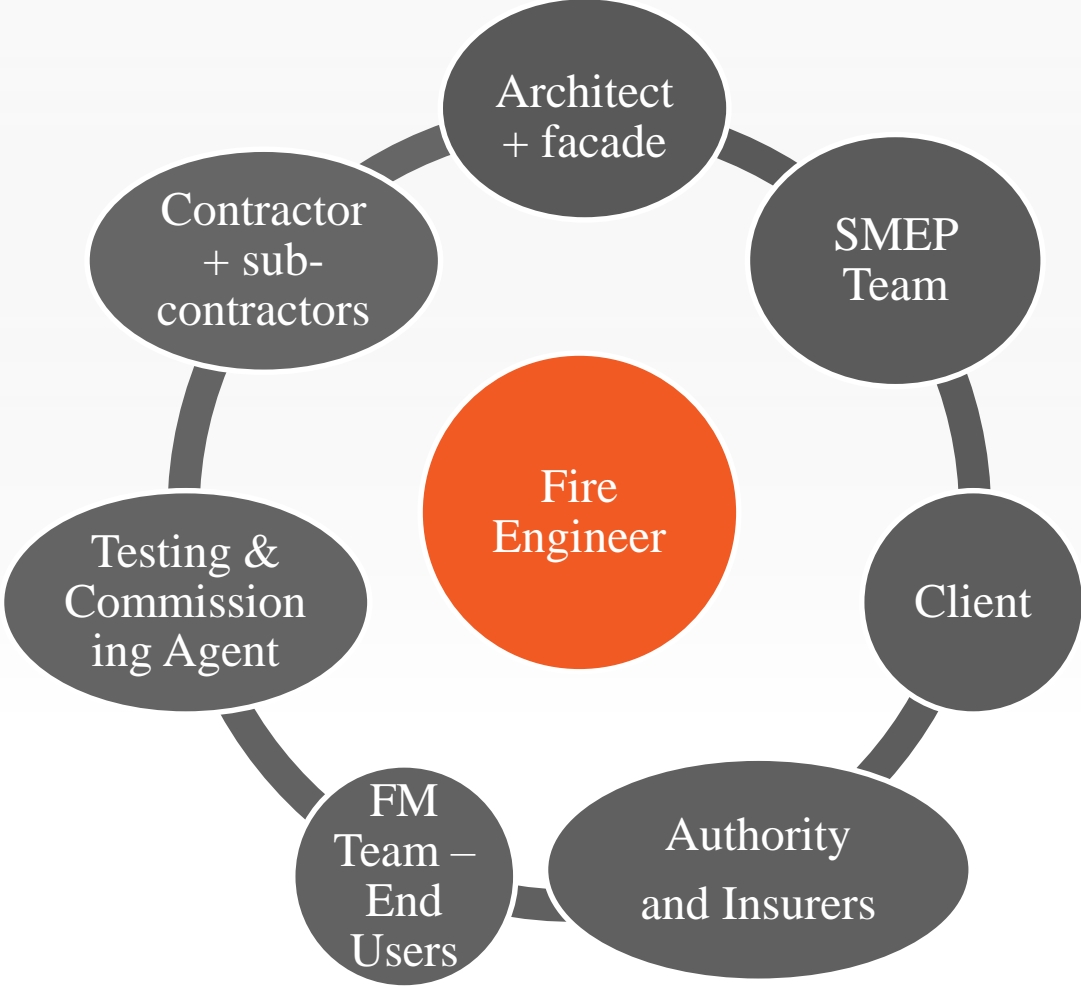 Architect
+ facade
SMEP
Team
Client
Authority
and Insurers
FM
Team –
End
Users
Testing &
Commission
ing Agent
Contractor
+ sub-
contractors
Fire
Engineer